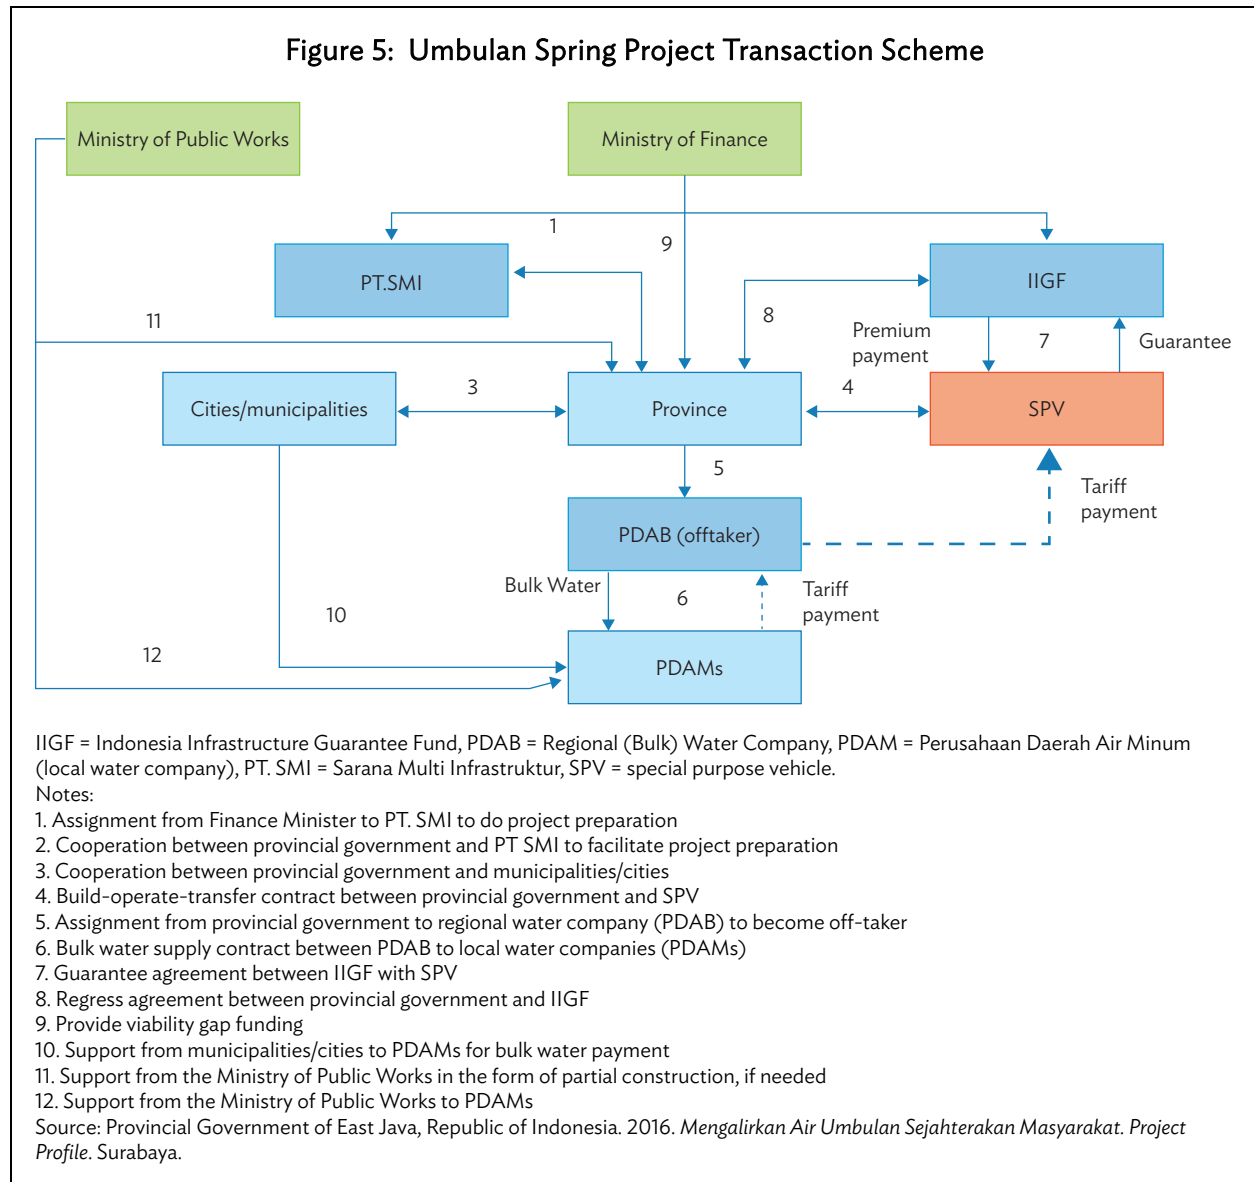 Figure 5:  Umbulan Spring Project Transaction Scheme
Ministry of Public Works
Ministry of Finance
1
9
PT.SMI
IIGF
11
8
Premium
payment
7
Guarantee
Cities/municipalities
3
Province
4
SPV
5
Tariff
payment
PDAB (offtaker)
Bulk Water
6
Tariff
payment
10
12
PDAMs
IIGF = Indonesia Infrastructure Guarantee Fund, PDAB = Regional (Bulk) Water Company, PDAM = Perusahaan Daerah Air Minum
(local water company), PT. SMI = Sarana Multi Infrastruktur, SPV = special purpose vehicle.
Notes:
1. Assignment from Finance Minister to PT. SMI to do project preparation
2. Cooperation between provincial government and PT SMI to facilitate project preparation
3. Cooperation between provincial government and municipalities/cities
4. Build-operate-transfer contract between provincial government and SPV
5. Assignment from provincial government to regional water company (PDAB) to become off-taker
6. Bulk water supply contract between PDAB to local water companies (PDAMs)
7. Guarantee agreement between IIGF with SPV
8. Regress agreement between provincial government and IIGF
9. Provide viability gap funding
10. Support from municipalities/cities to PDAMs for bulk water payment
11. Support from the Ministry of Public Works in the form of partial construction, if needed
12. Support from the Ministry of Public Works to PDAMs
Source: Provincial Government of East Java, Republic of Indonesia. 2016. Mengalirkan Air Umbulan Sejahterakan Masyarakat. Project
Profile. Surabaya.